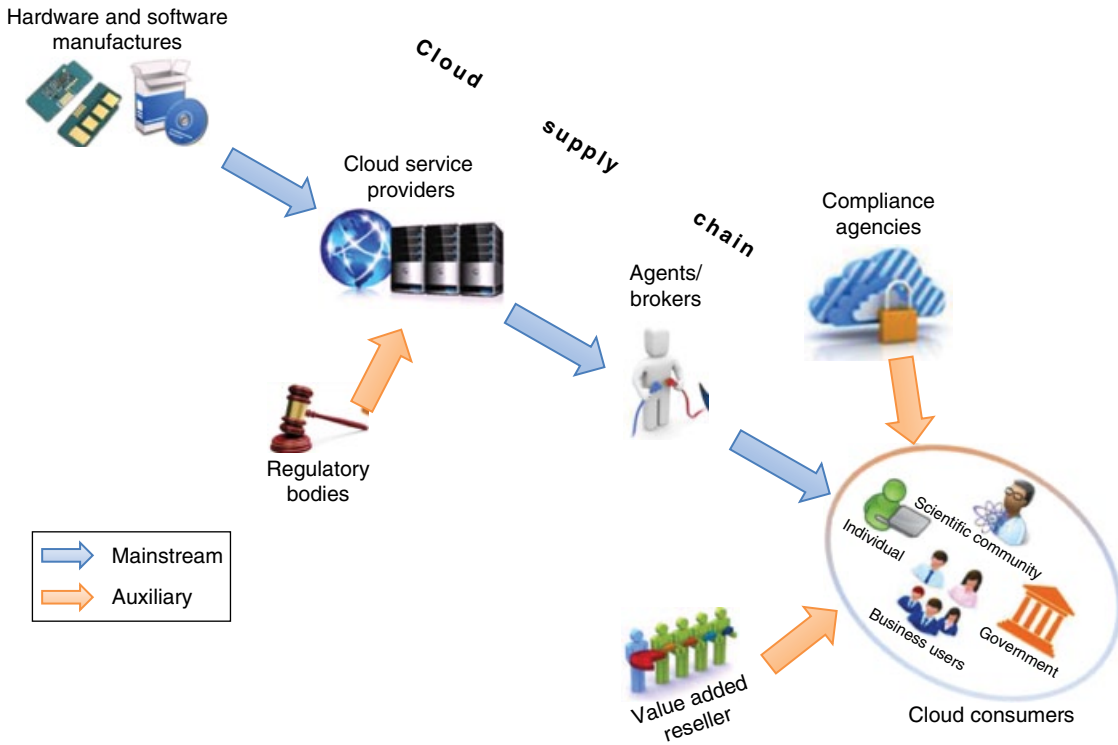 Hardware and software
manufactures
Cloud
supply
chain
Cloud service
providers
Compliance
agencies
Agents/
brokers
Regulatory
bodies
Mainstream
Auxiliary
Individual
Scientific community
Business users
Government
Value added
reseller
Cloud consumers